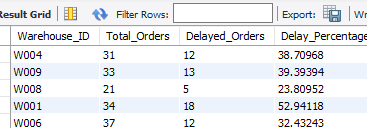 Result Grid Filter Rows: Export: Wr
Warehouse_ID Total_Orders Delayed_Orders Delay_Percentage
W004 31 12 38.70968
W009 33 13 39.39394
W008 21 5 23.80952
W001 34 18 52.94118
W006 37 12 32.43243